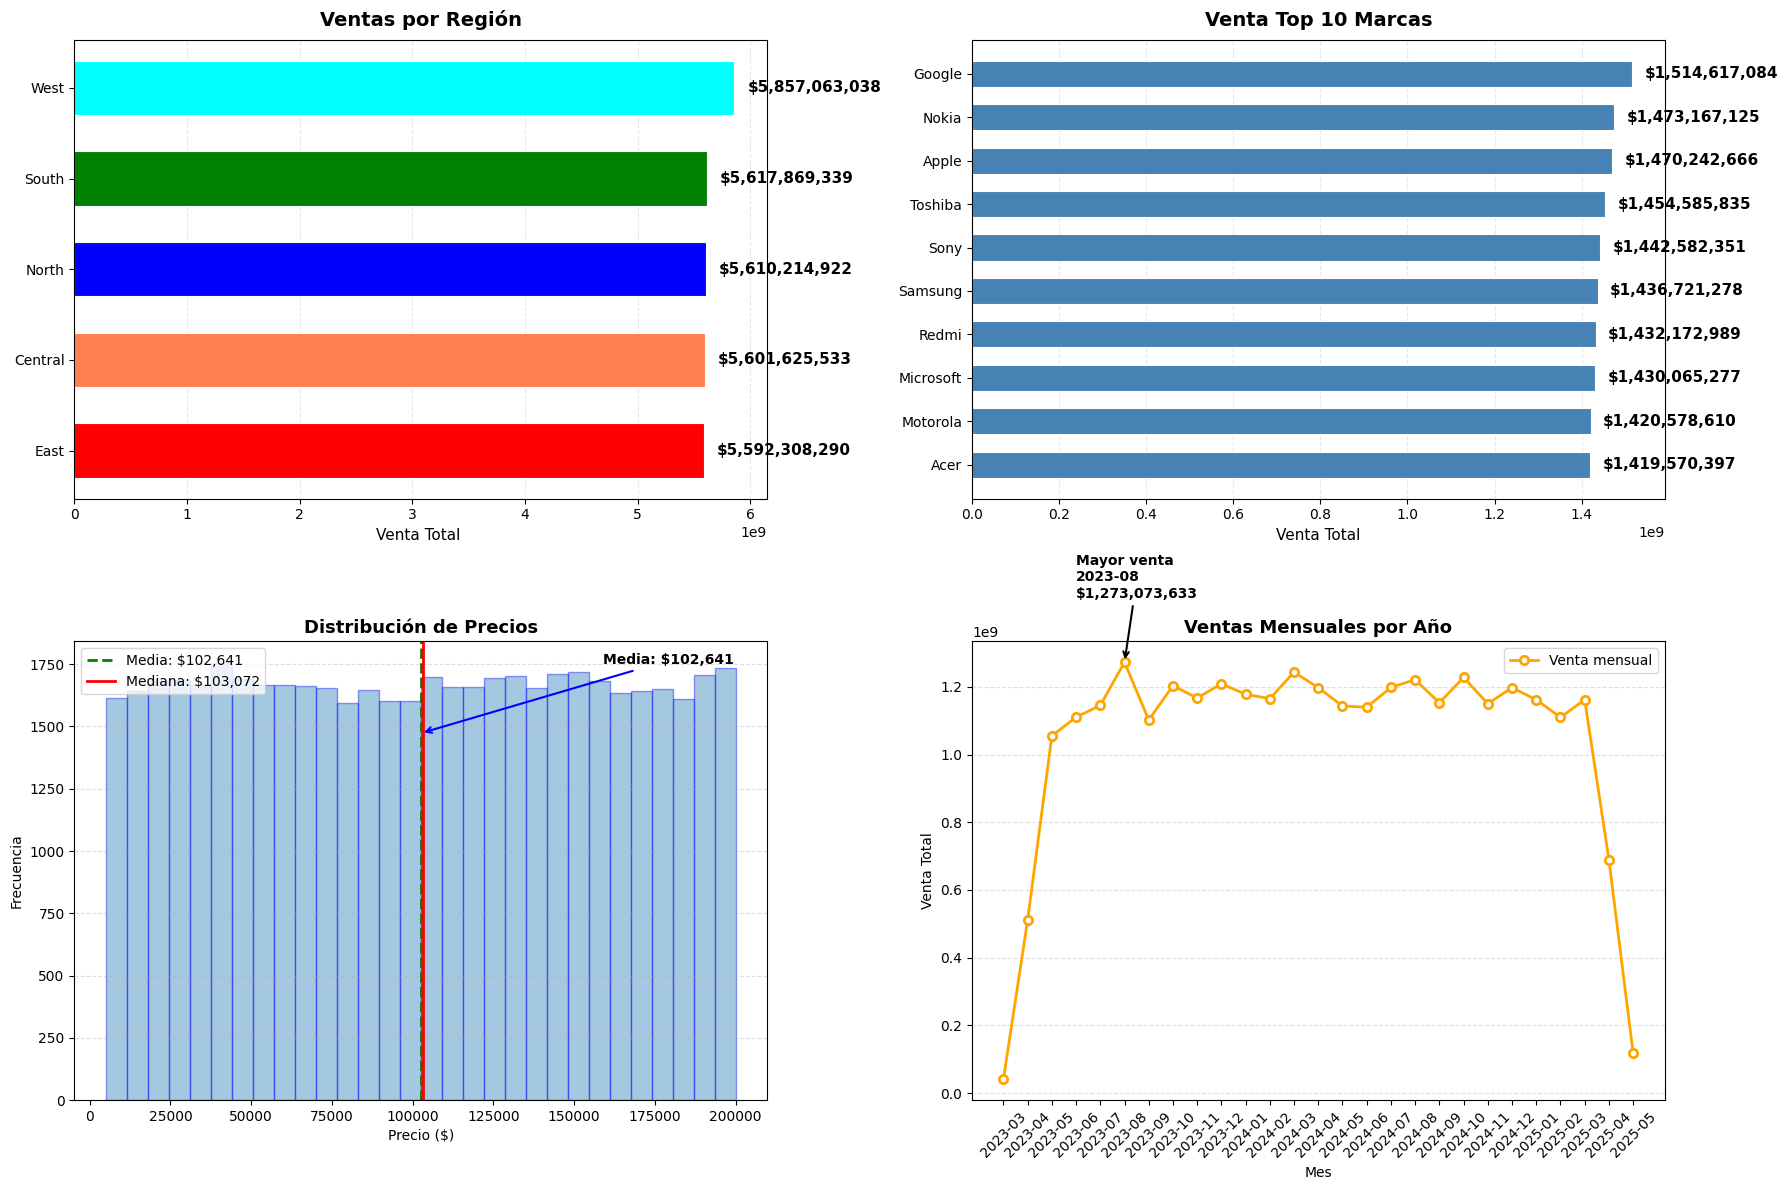 Ventas por Región
West
$5,857,063,038
South
$5,617,869,339
North
$5,610,214,922
Central
$5,601,625,533
East
$5,592,308,290
0 1 2 3 4 5 6
1e9
Venta Total
Venta Top 10 Marcas
Google
$1,514,617,084
Nokia
$1,473,167,125
Apple
$1,470,242,666
Toshiba
$1,454,585,835
Sony
$1,442,582,351
Samsung
$1,436,721,278
Redmi
$1,432,172,989
Microsoft
$1,430,065,277
Motorola
$1,420,578,610
Acer
$1,419,570,397
0.0 0.2 0.4 0.6 0.8 1.0 1.2 1.4
1e9
Venta Total
Distribución de Precios
Media: $102,641
Mediana: $103,072
Media: $102,641
1750
1500
1250
1000
750
500
250
0
Frecuencia
0 25000 50000 75000 100000 125000 150000 175000 200000
Precio ($)
Mayor venta
2023-08
$1,273,073,633
Ventas Mensuales por Año
1e9
Venta mensual
1.2
1.0
0.8
0.6
0.4
0.2
0.0
Venta Total
2023-03
2023-04
2023-05
2023-06
2023-07
2023-08
2023-09
2023-10
2023-11
2023-12
2024-01
2024-02
2024-03
2024-04
2024-05
2024-06
2024-07
2024-08
2024-09
2024-10
2024-11
2024-12
2025-01
2025-02
2025-03
2025-04
2025-05
Mes